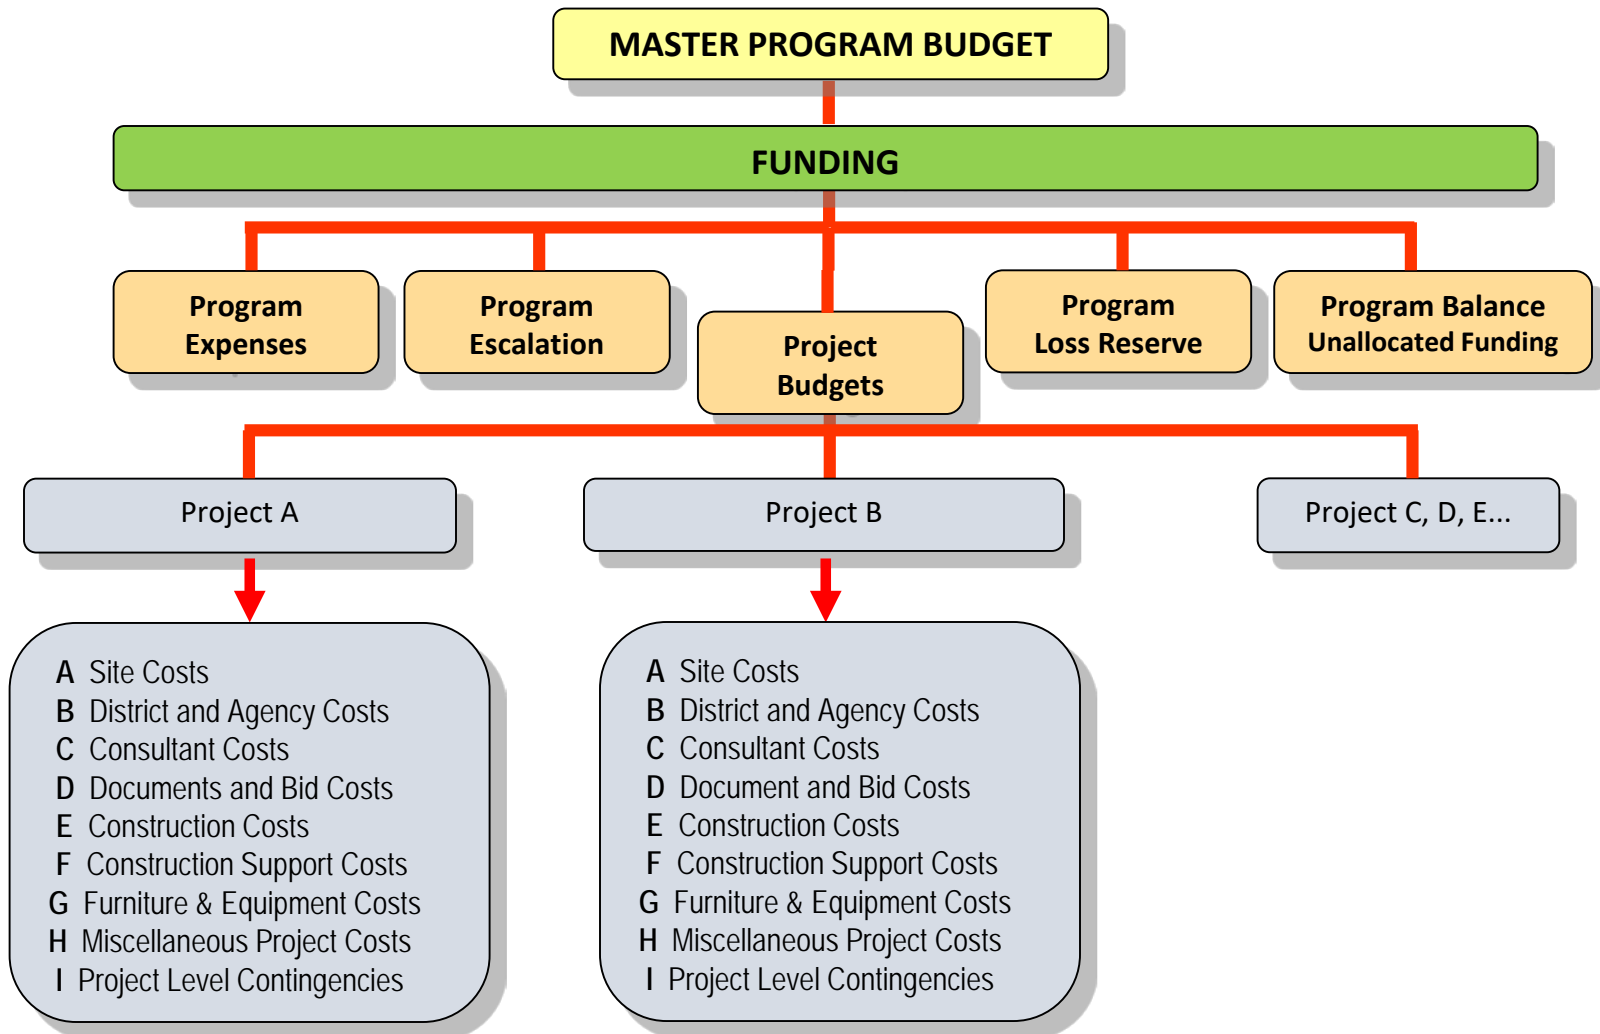 MASTER PROGRAM BUDGET
FUNDING
Program
Expenses
Program
Escalation
Project
Budgets
Program
Loss Reserve
Program Balance
Unallocated Funding
Project A
Project B
Project C, D, E...
A Site Costs
B District and Agency Costs
C Consultant Costs
D Documents and Bid Costs
E Construction Costs
F Construction Support Costs
G Furniture & Equipment Costs
H Miscellaneous Project Costs
I Project Level Contingencies
A Site Costs
B District and Agency Costs
C Consultant Costs
D Document and Bid Costs
E Construction Costs
F Construction Support Costs
G Furniture & Equipment Costs
H Miscellaneous Project Costs
I Project Level Contingencies